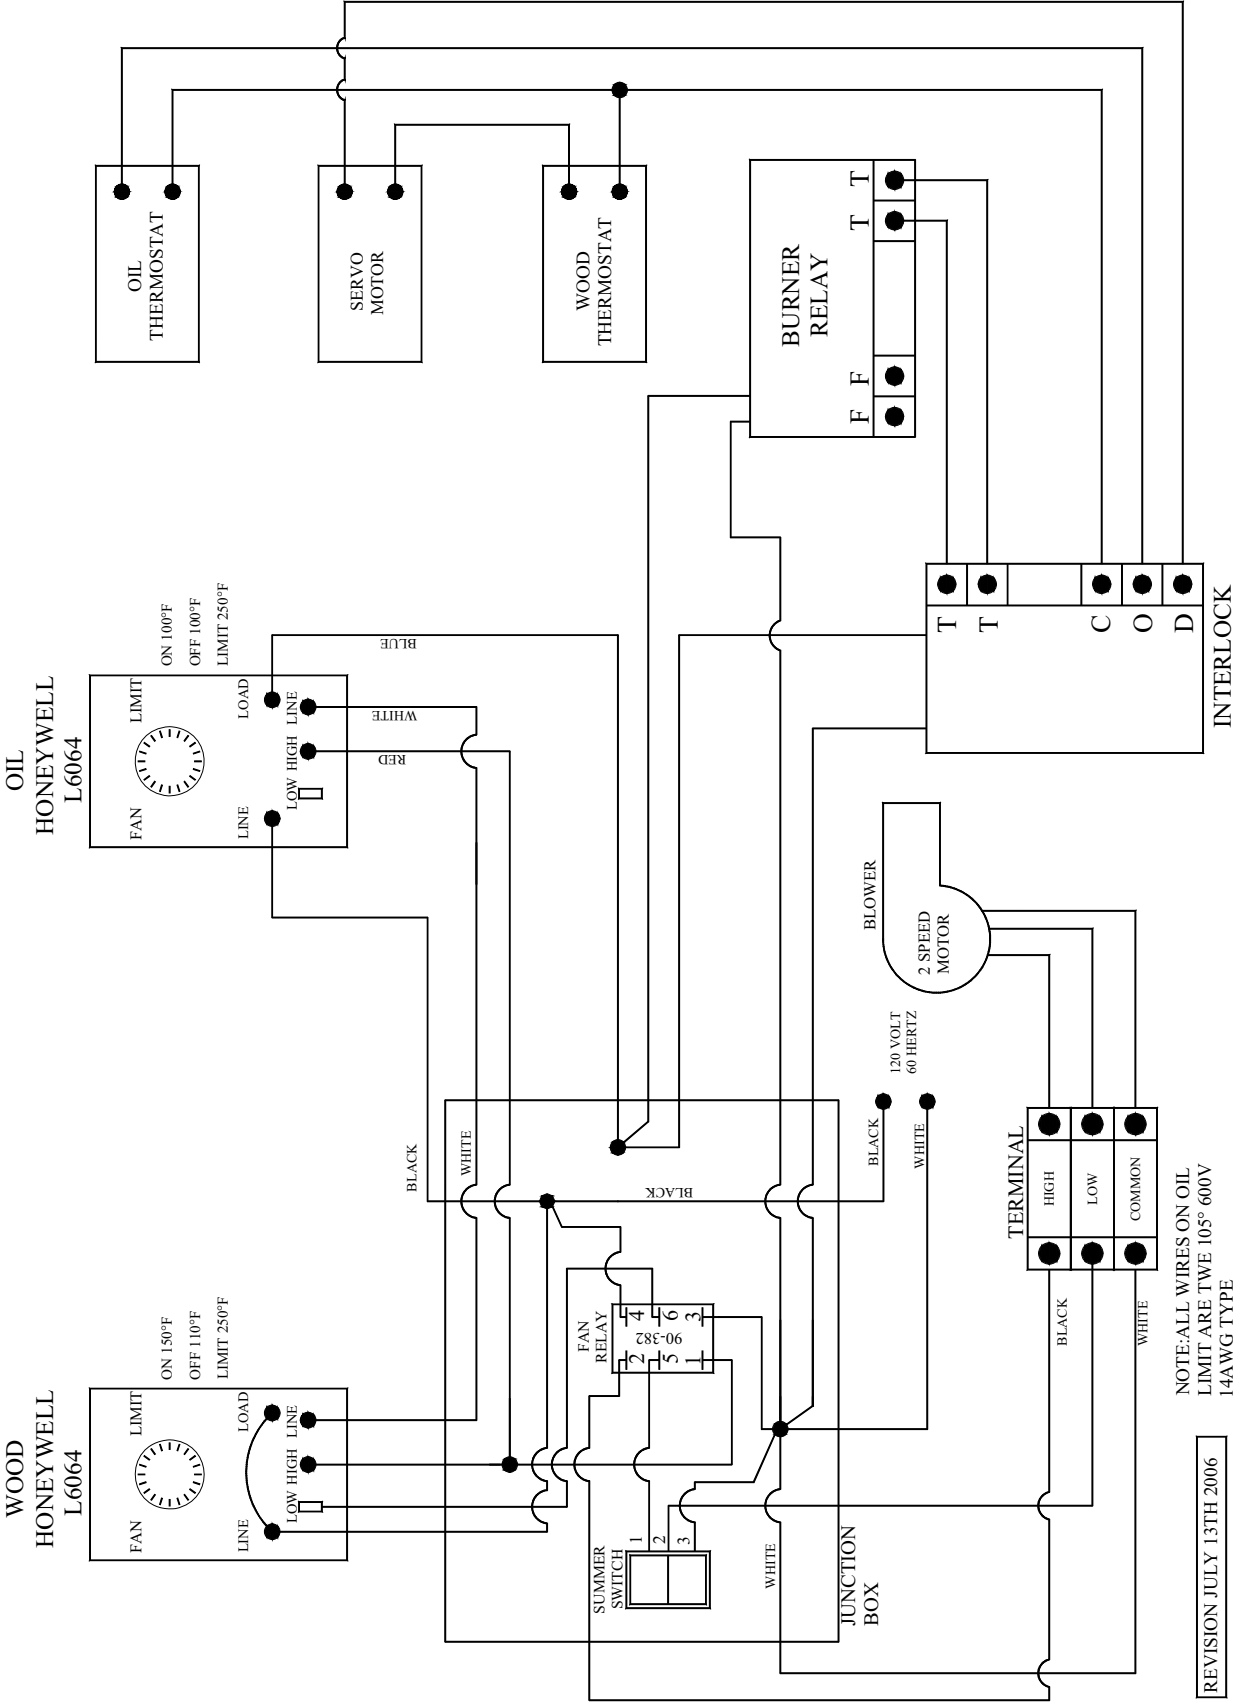 OIL
THERMOSTAT
SERVO
MOTOR
WOOD
THERMOSTAT
BURNER
RELAY
T
T
F
F
OIL
HONEYWELL
L6064
ON 100°F
OFF 100°F
LIMIT 250°F
FAN
LIMIT
LINE
LOAD
LOW
HIGH
LINE
BLUE
WHITE
RED
T
T
C
O
D
INTERLOCK
BLOWER
2 SPEED
MOTOR
120 VOLT
60 HERTZ
BLACK
WHITE
BLACK
WHITE
BLACK
TERMINAL
HIGH
LOW
COMMON
BLACK
WHITE
WOOD
HONEYWELL
L6064
ON 150°F
OFF 110°F
LIMIT 250°F
FAN
LIMIT
LINE
LOAD
LOW
HIGH
LINE
FAN
RELAY
90-382
2
4
5
6
1
3
SUMMER
SWITCH
1
2
3
WHITE
JUNCTION
BOX
NOTE:ALL WIRES ON OIL
LIMIT ARE TWE 105° 600V
14AWG TYPE
REVISION JULY 13TH 2006